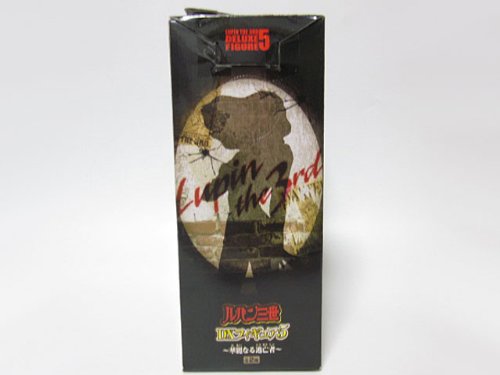 LUPIN THE 3RD
DELUXE
FIGURE 5
Lupin
the 3rd
ルパン三世
DXフィギュア5
～華麗なる逃亡者～